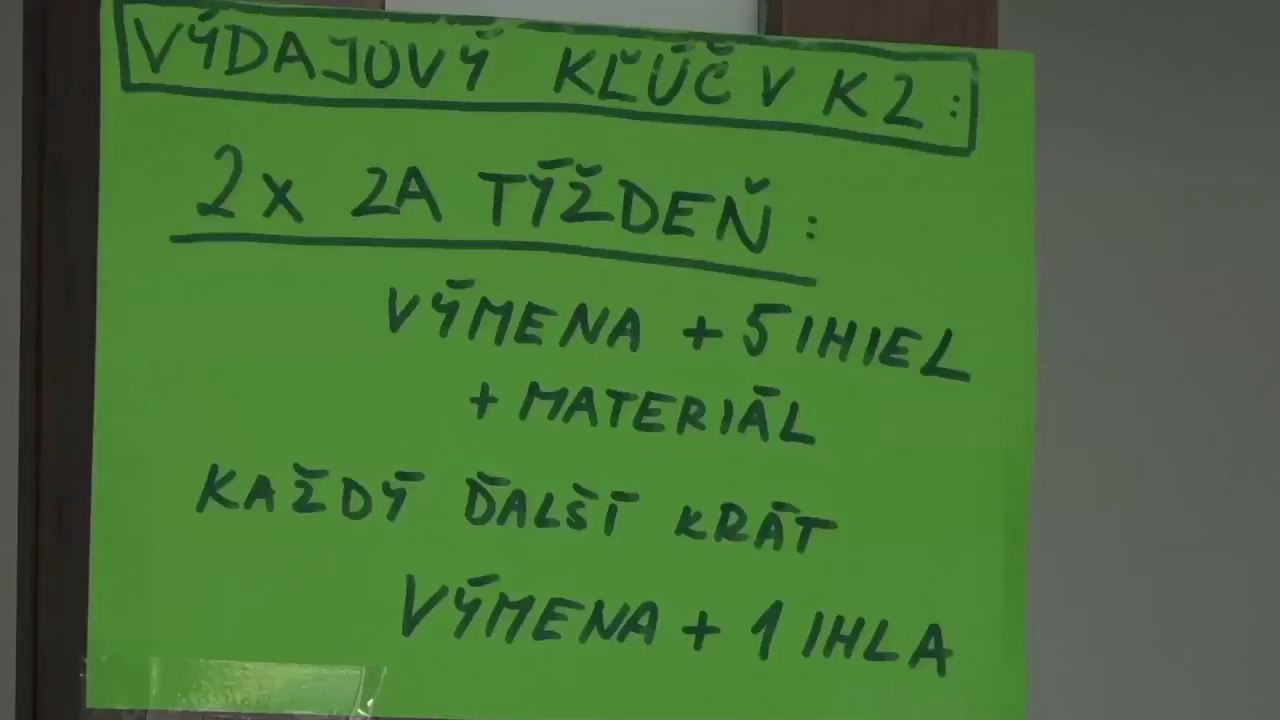 VÝDAJOVÝ KĽÚČ V K2:
2X ZA TÝŽDEŇ:
VÝMENA + 5 IHIEL
+ MATERIÁL
KAŽDÝ ĎALŠÍ KRÁT
VÝMENA + 1 IHLA